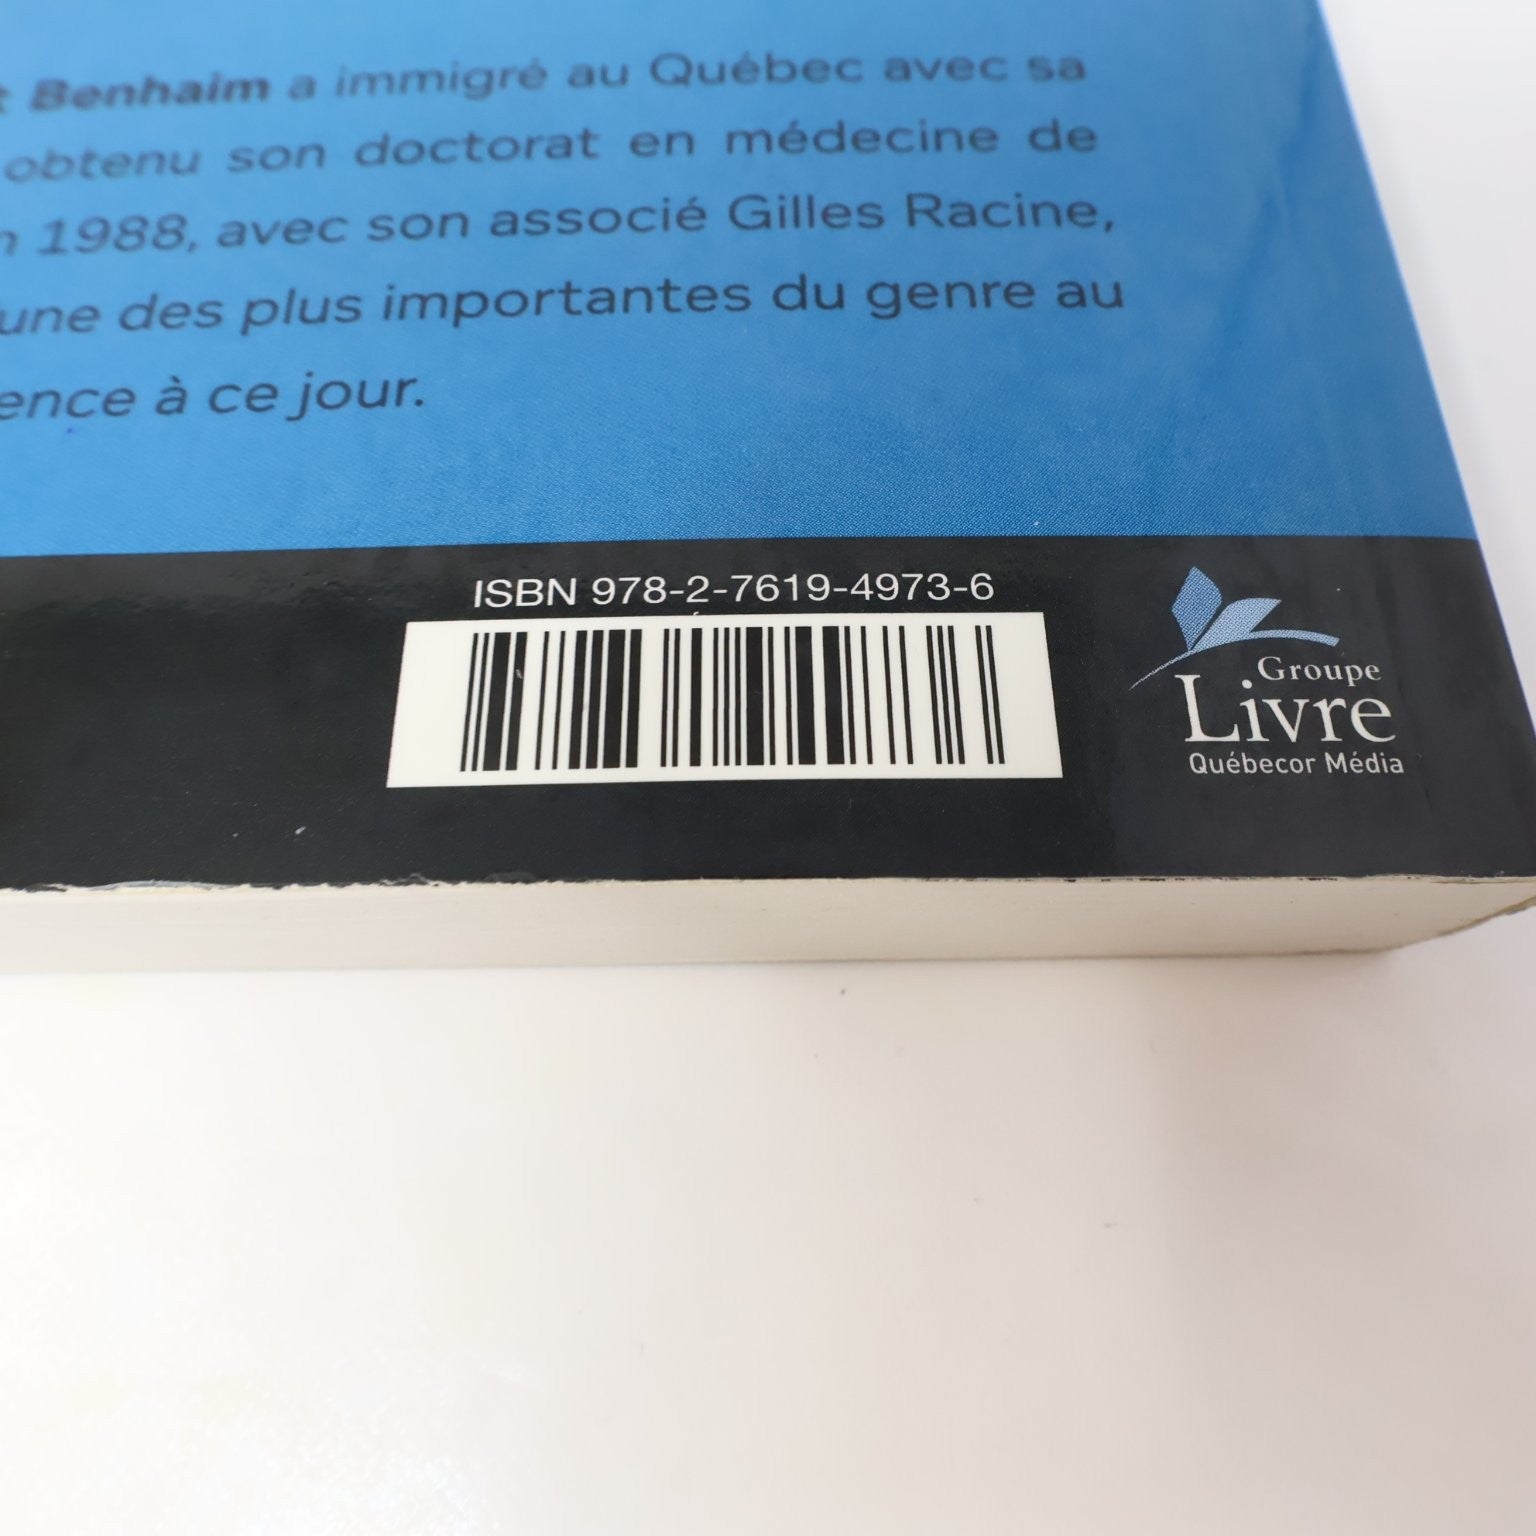 Benhaim a immigré au Québec avec sa
obtenu son doctorat en médecine de
n 1988, avec son associé Gilles Racine,
une des plus importantes du genre au
ence à ce jour.
ISBN 978-2-7619-4973-6
Groupe
Livre
Québecor Média